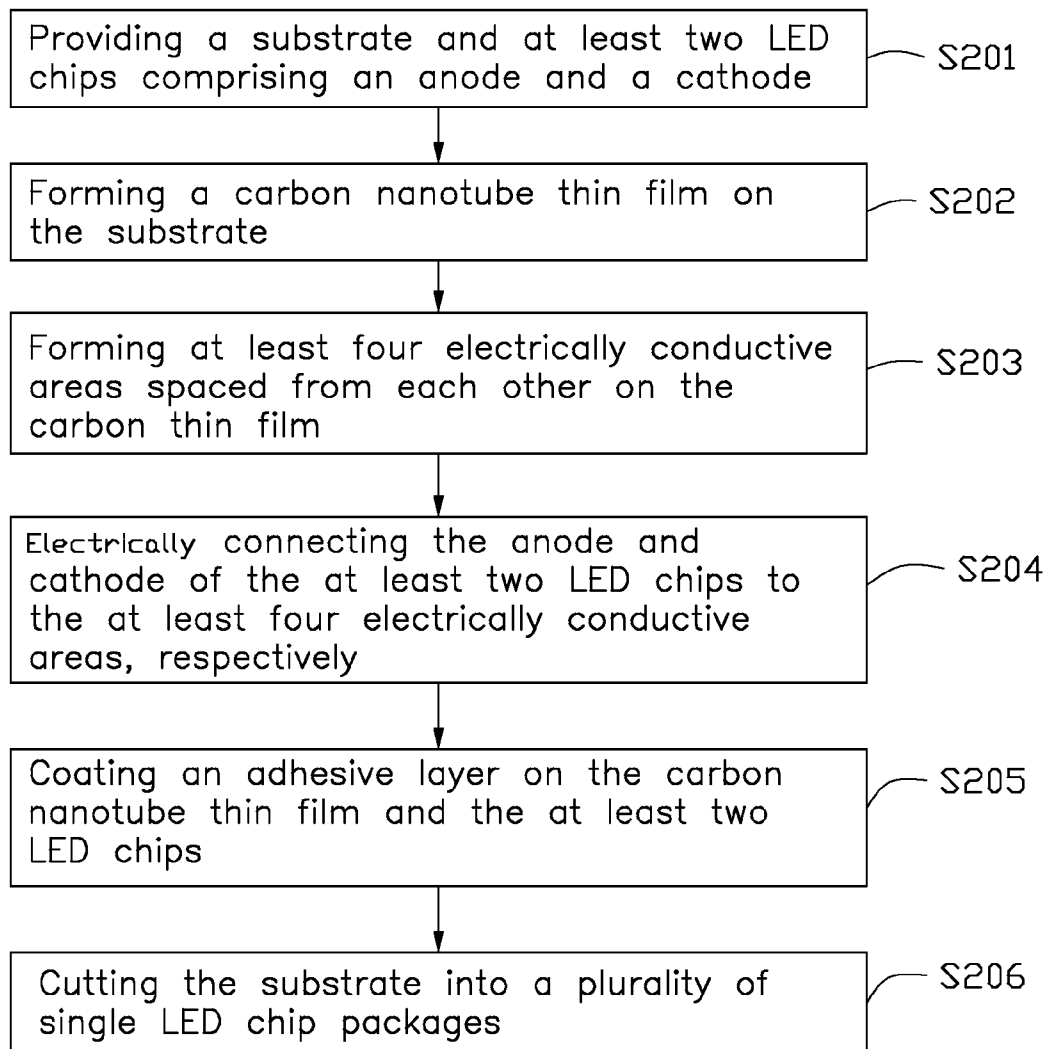 Providing a substrate and at least two LED
chips comprising an anode and a cathode
S201
Forming a carbon nanotube thin film on
the substrate
S202
Forming at least four electrically conductive
areas spaced from each other on the
carbon thin film
S203
Electrically connecting the anode and
cathode of the at least two LED chips to
the at least four electrically conductive
areas, respectively
S204
Coating an adhesive layer on the carbon
nanotube thin film and the at least two
LED chips
S205
Cutting the substrate into a plurality of
single LED chip packages
S206